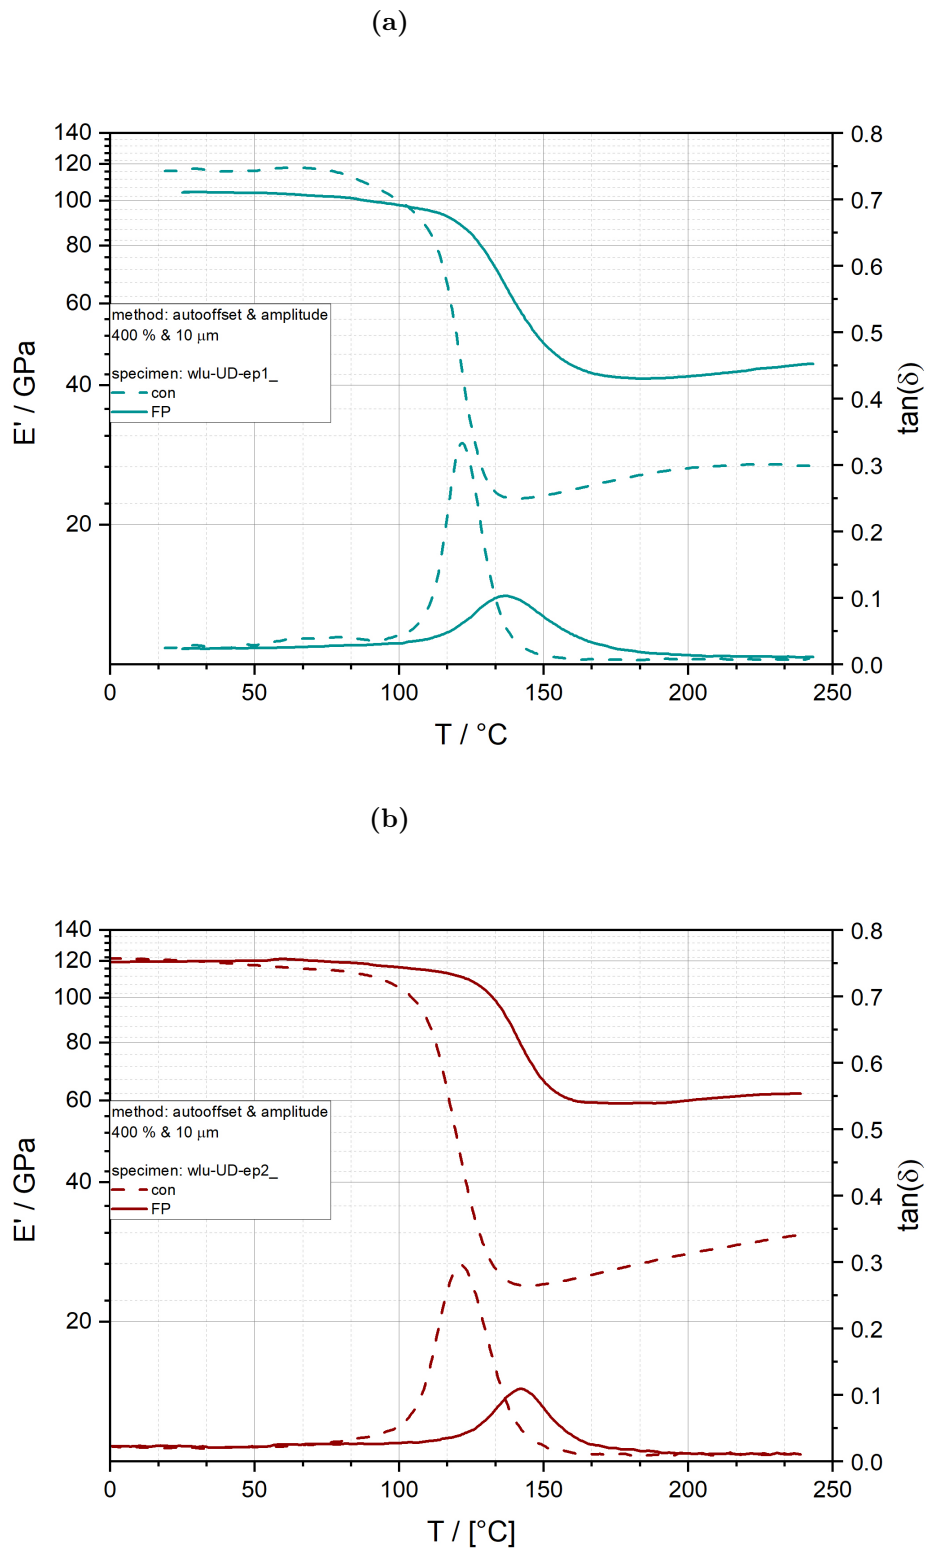 (a)
140
120
100
80
60
40
20
E' / GPa
0.8
0.7
0.6
0.5
0.4
0.3
0.2
0.1
0.0
tan(δ)
method: autooffset & amplitude
400 % & 10 μm
specimen: wlu-UD-ep1_
con
FP
0 50 100 150 200 250
T / °C
(b)
140
120
100
80
60
40
20
E' / GPa
0.8
0.7
0.6
0.5
0.4
0.3
0.2
0.1
0.0
tan(δ)
method: autooffset & amplitude
400 % & 10 μm
specimen: wlu-UD-ep2_
con
FP
0 50 100 150 200 250
T / [°C]